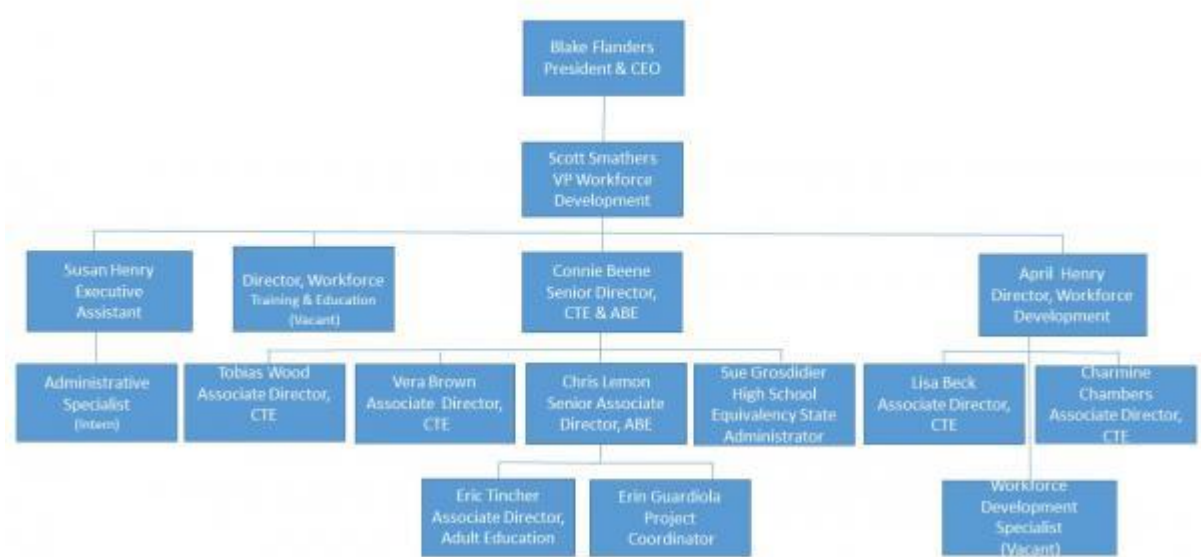 Blake Flanders
President & CEO
Scott Smathers
VP Workforce
Development
Susan Henry
Executive
Assistant
Director, Workforce
Training & Education
(Vacant)
Connie Beene
Senior Director,
CTE & ABE
April Henry
Director, Workforce
Development
Administrative
Specialist
(Intern)
Tobias Wood
Associate Director,
CTE
Vera Brown
Associate Director,
CTE
Chris Lemon
Senior Associate
Director, ABE
Sue Grosdidier
High School
Equivalency State
Administrator
Lisa Beck
Associate Director,
CTE
Charmine
Chambers
Associate Director,
CTE
Eric Tincher
Associate Director,
Adult Education
Erin Guardiola
Project
Coordinator
Workforce
Development
Specialist
(Vacant)